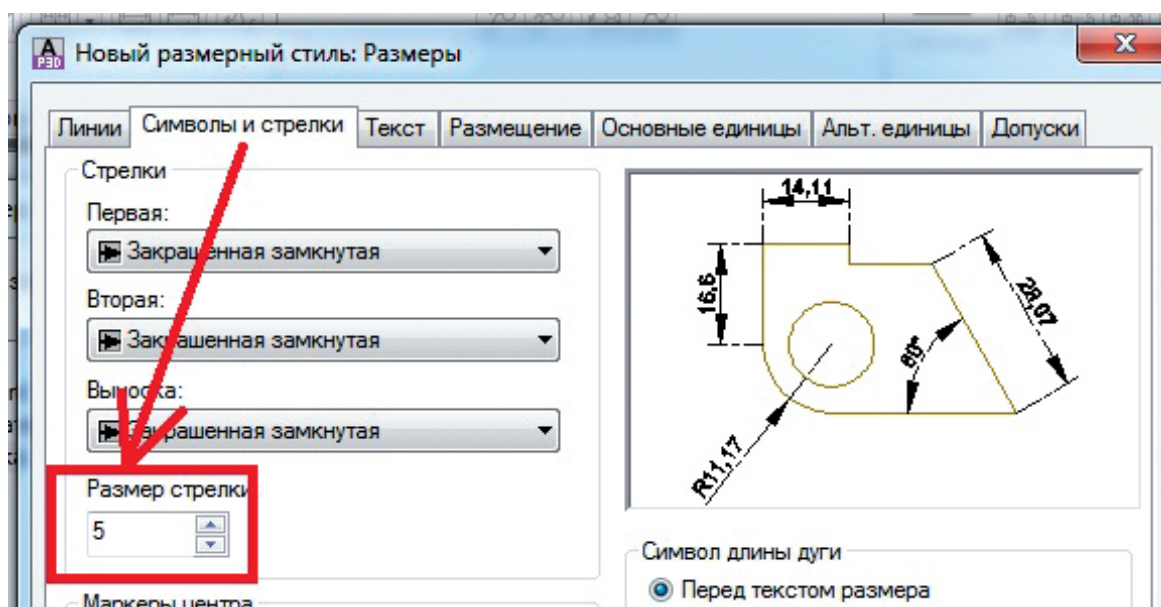 A
P3D
Новый размерный стиль: Размеры
X
Линии Символы и стрелки Текст Размещение Основные единицы Альт. единицы Допуски
Стрелки
Первая:
Закрашенная замкнутая
Вторая:
Закрашенная замкнутая
Выноска:
Закрашенная замкнутая
Размер стрелки
5
Маркеры центра
14,11
16,6
28,07
60°
R11,17
Символ длины дуги
Перед текстом размера